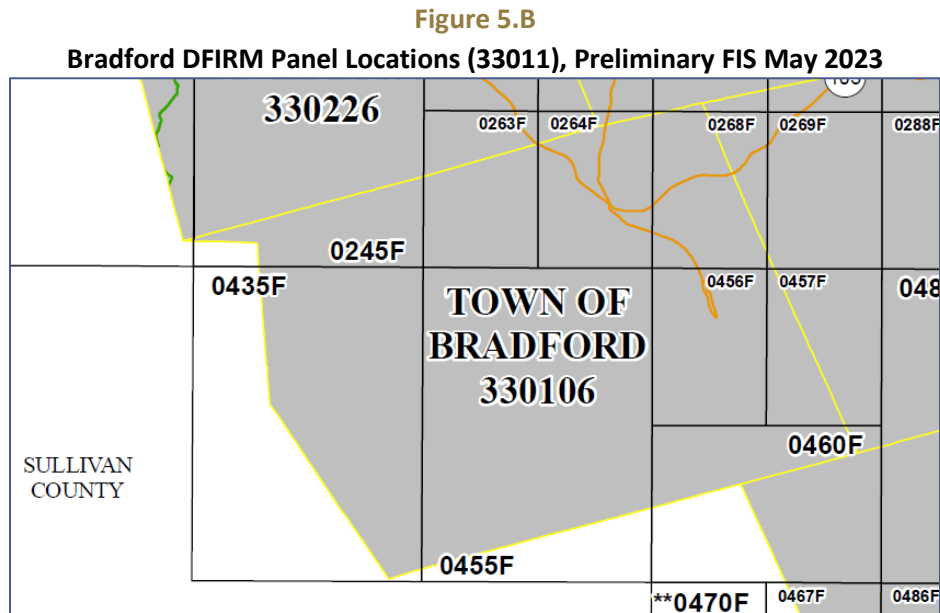 Figure 5.B
Bradford DFIRM Panel Locations (33011), Preliminary FIS May 2023
330226
0263F
0264F
0268F
0269F
0288F
0245F
0435F
0456F
0457F
048
TOWN OF
BRADFORD
330106
0460F
SULLIVAN
COUNTY
0455F
**0470F
0467F
0486F